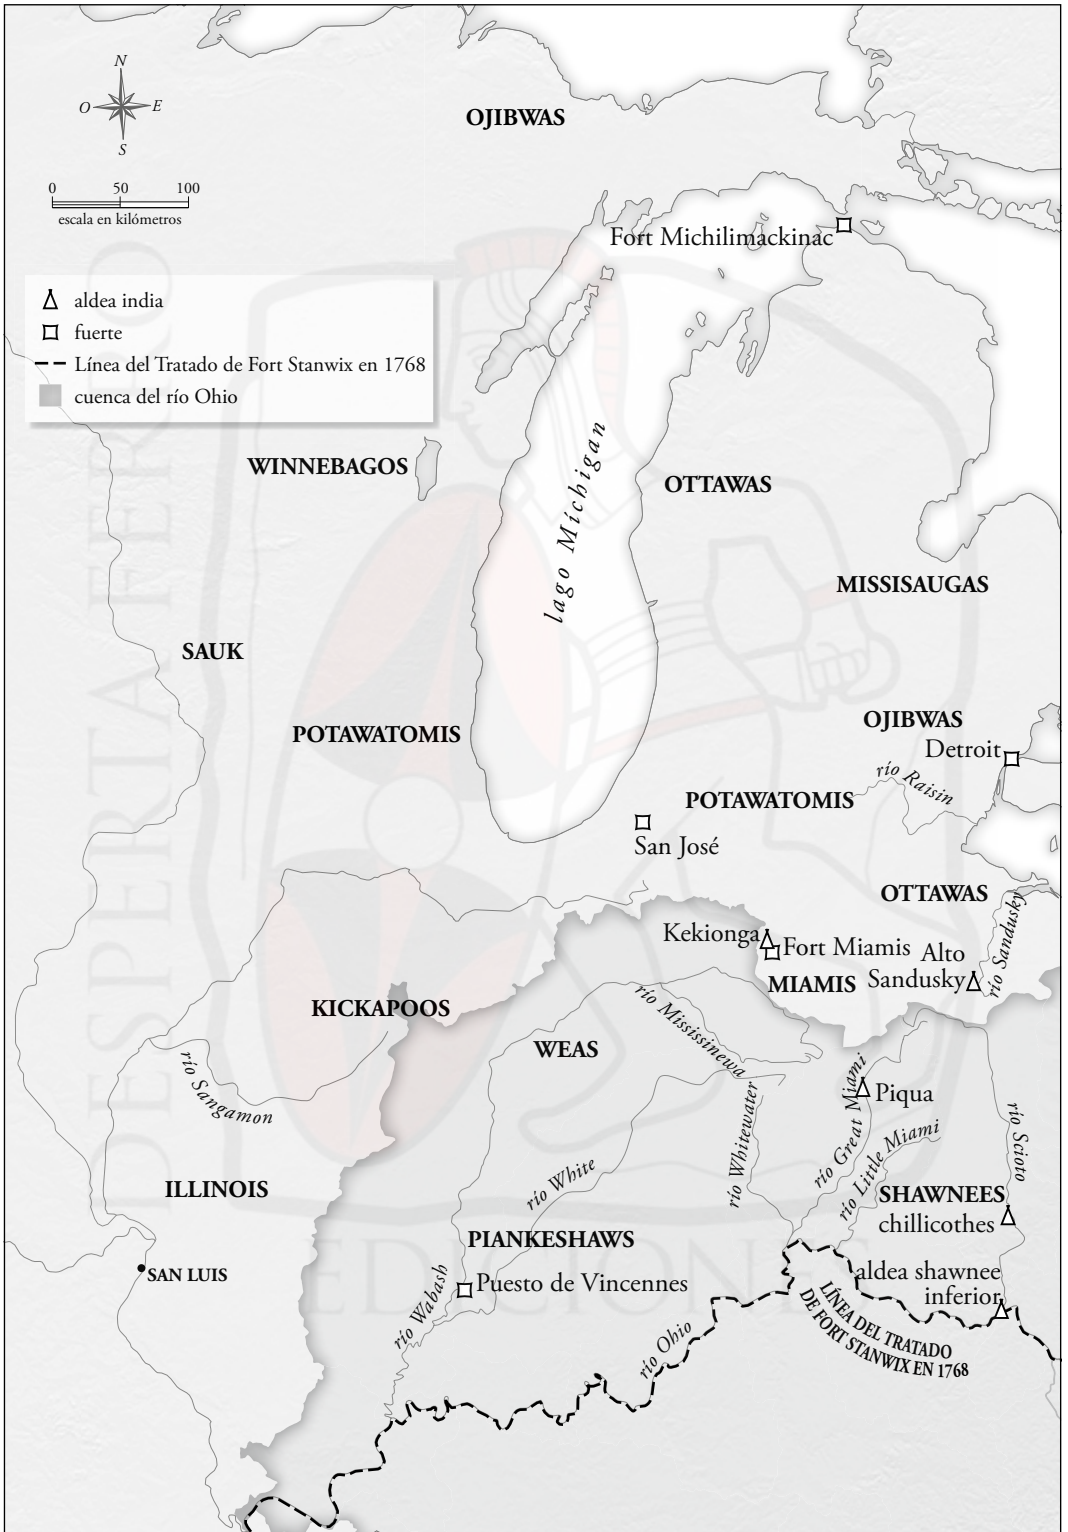 N
O
E
S
0 50 100
escala en kilómetros
aldea india
fuerte
Línea del Tratado de Fort Stanwix en 1768
cuenca del río Ohio
OJIBWAS
Fort Michilimackinac
WINNEBAGOS
lago Míchigan
OTTAWAS
MISSISAUGAS
SAUK
POTAWATOMIS
OJIBWAS
Detroit
río Raisin
POTAWATOMIS
San José
OTTAWAS
Kekionga
Fort Miamis
Alto
Sandusky
río Sandusky
MIAMIS
KICKAPOOS
río Mississinewa
WEAS
río Sangamon
río Great Miami
Piqua
río Little Miami
río Whitewater
río White
río Scioto
ILLINOIS
SHAWNEES
chillicothes
PIANKESHAWS
SAN LUIS
Puesto de Vincennes
río Wabash
aldea shawnee
inferior
LÍNEA DEL TRATADO
DE FORT STANWIX EN 1768
río Ohio
DESPERTA FERRO
EDICIONES